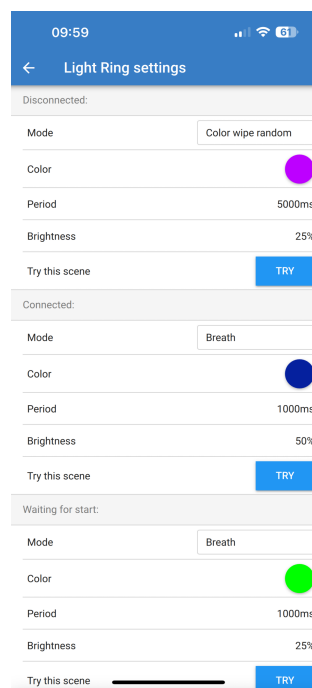 09:59
61
Light Ring settings
Disconnected:
Mode Color wipe random
Color
Period 5000ms
Brightness 25%
Try this scene TRY
Connected:
Mode Breath
Color
Period 1000ms
Brightness 50%
Try this scene TRY
Waiting for start:
Mode Breath
Color
Period 1000ms
Brightness 25%
Try this scene TRY